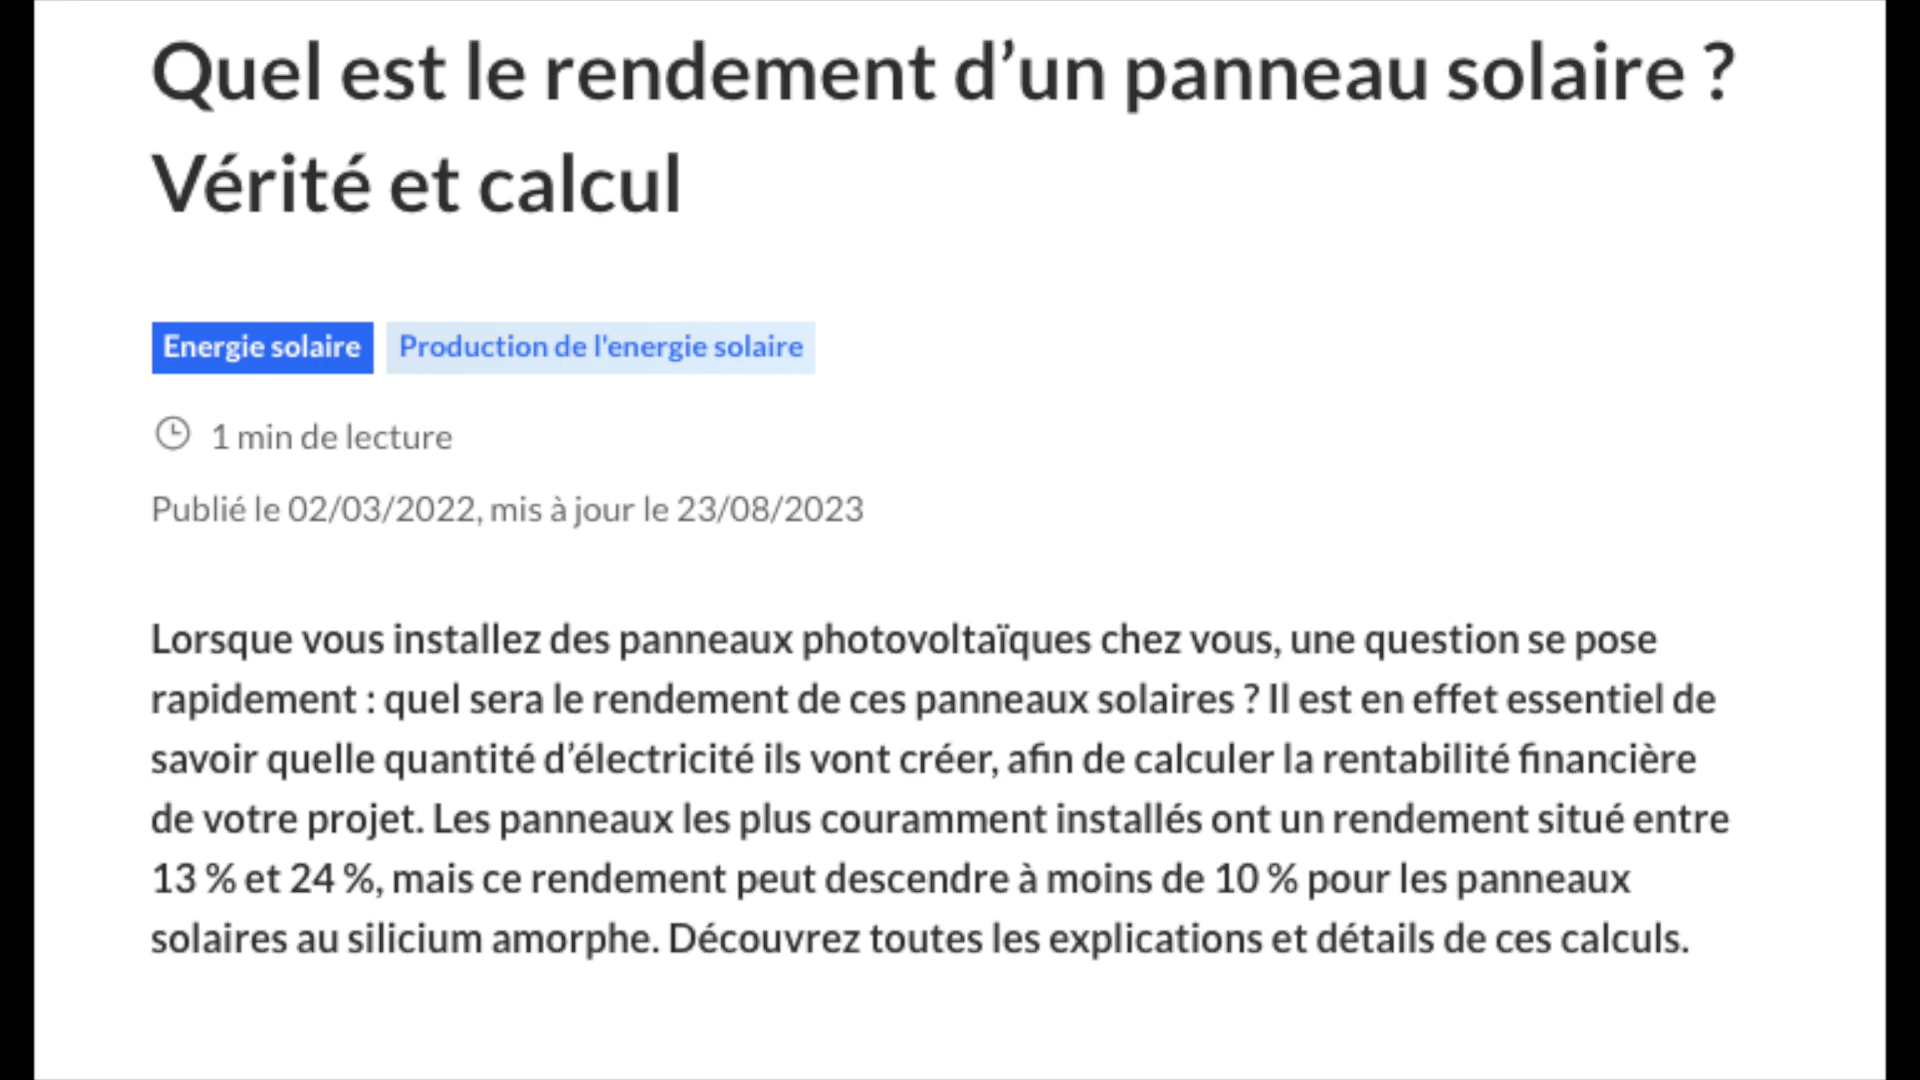 Quel est le rendement d’un panneau solaire ?
Vérité et calcul
Energie solaire
Production de l'energie solaire
1 min de lecture
Publié le 02/03/2022, mis à jour le 23/08/2023
Lorsque vous installez des panneaux photovoltaïques chez vous, une question se pose
rapidement : quel sera le rendement de ces panneaux solaires ? Il est en effet essentiel de
savoir quelle quantité d’électricité ils vont créer, afin de calculer la rentabilité financière
de votre projet. Les panneaux les plus couramment installés ont un rendement situé entre
13 % et 24 %, mais ce rendement peut descendre à moins de 10 % pour les panneaux
solaires au silicium amorphe. Découvrez toutes les explications et détails de ces calculs.